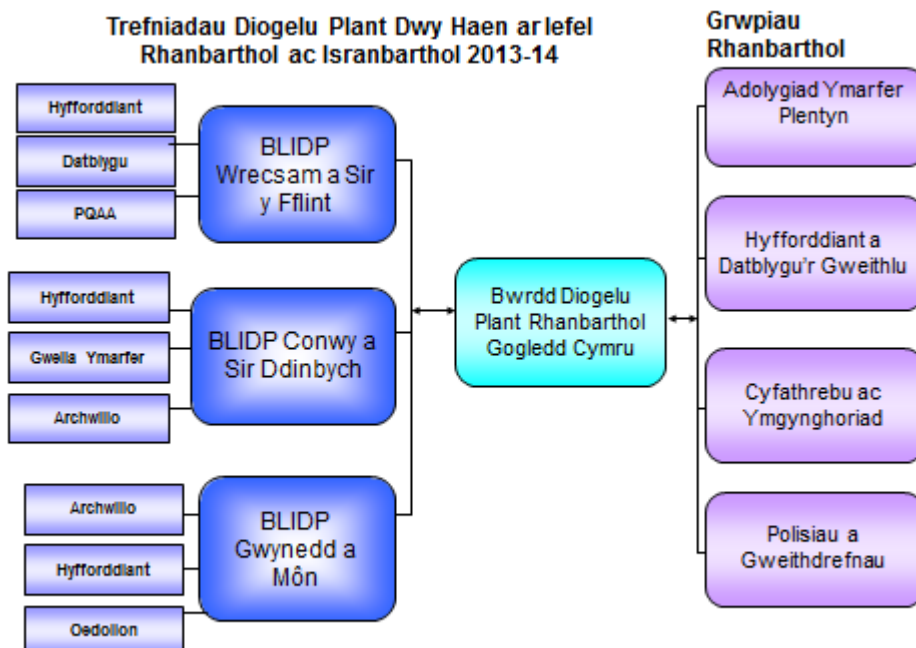 Trefniadau Diogelu Plant Dwy Haen ar lefel
Rhanbarthol ac Isranbarthol 2013-14
Grwpiau
Rhanbarthol
Hyfforddiant
Datblygu
PQAA
BLIDP
Wrecsam a Sir
y Fflint
Hyfforddiant
Gwella Ymarfer
Archwilio
BLIDP Conwy a
Sir Ddinbych
Archwilio
Hyfforddiant
Oedolion
BLIDP
Gwynedd a
Môn
Bwrdd Diogelu
Plant Rhanbarthol
Gogledd Cymru
Adolygiad Ymarfer
Plentyn
Hyfforddiant a
Datblygu'r Gweithlu
Cyfathrebu ac
Ymgynghoriad
Polisiau a
Gweithdrefnau